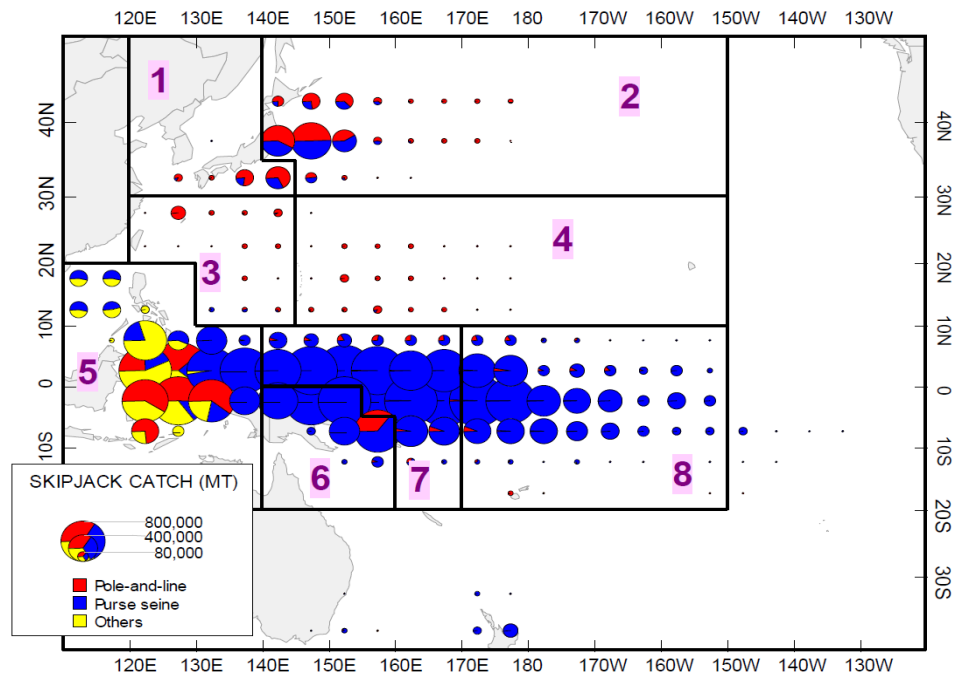 120E 130E 140E 150E 160E 170E 180W 170W 160W 150W 140W 130W
1
2
40N 40N
30N 30N
4
3
20N 20N
10N 10N
5
0 0
10S 10S
6 7 8
SKIPJACK CATCH (MT)
800,000
400,000
80,000
20S
Pole-and-line
Purse seine
Others
30S
120E 130E 140E 150E 160E 170E 180W 170W 160W 150W 140W 130W